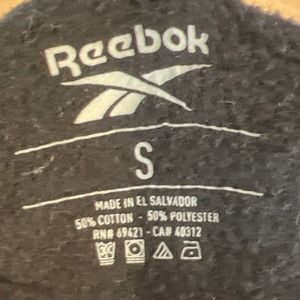 Reebok
S
MADE IN EL SALVADOR
50% COTTON - 50% POLYESTER
RN# 69421 - CA# 40312